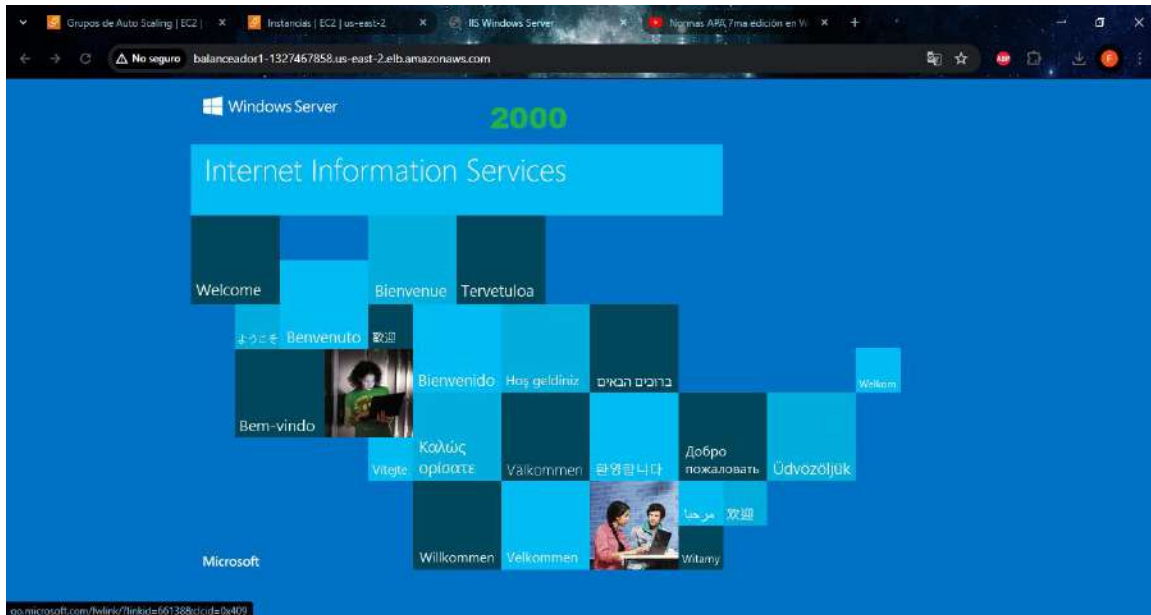 Grupos de Auto Scaling | EC2 |
Instancias | EC2 | us-east-2
IIS Windows Server
Normas APA 7ma edición en W
No seguro
balanceador1-1327467858.us-east-2.elb.amazonaws.com
ABP
F
Windows Server
2000
Internet Information Services
Welcome
Bienvenue
Tervetuloa
ようこそ
Benvenuto
歡迎
Bienvenido
Hoş geldiniz
ברוכים הבאים
Welkom
Bem-vindo
Vítejte
Καλώς
ορίσατε
Välkommen
환영합니다
Добро
пожаловать
Üdvözöljük
Microsoft
Willkommen
Velkommen
مرحبا
欢迎
Witamy
go.microsoft.com/fwlink/?linkid=66138&clcid=0x409